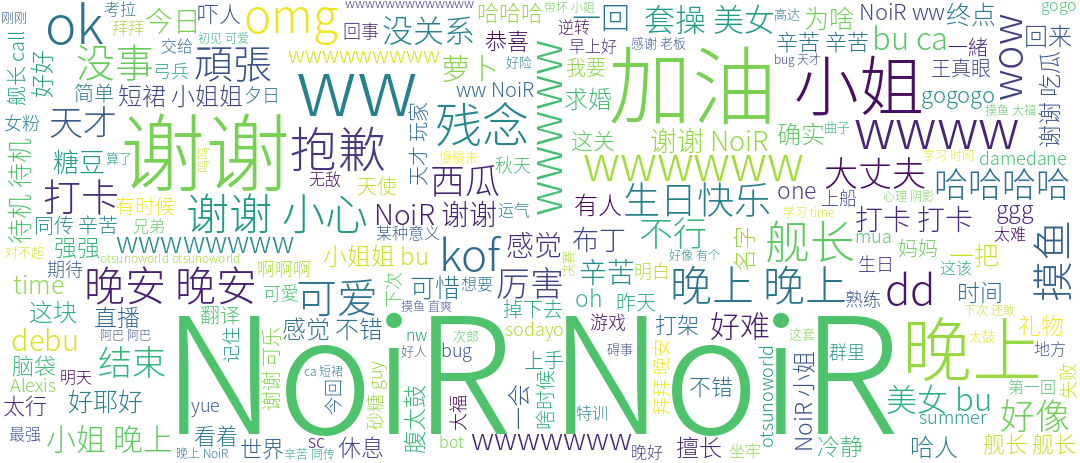 刚刚
考拉
吓人
omg
wwwwwwwwwwwww
哈哈哈
带坏 小姐
gogo
ok
拜拜
今日
回事
没关系
逆转
一回
套操 美女
高达
为啥
NoiR ww
终点
舰长 call
好好
没事
交给
初见 可爱
頑張
wwwwwwwww
恭喜
早上好
感谢 老板
辛苦 辛苦
bu ca
一緒
wow
回来
弓兵
萝卜
好险
我要
bug 天才
王真眼
吃瓜
简单
短裙 小姐姐
夕日
ww
ww NoiR
求婚
加油
小姐
gogogo
摸鱼 大福
女粉
天才
谢谢
抱歉
天才 玩家
残念
wwwwwwwwww
这关
谢谢 NoiR
确实
曲子
wwww
谢谢
待机 待机
糖豆
算了
呜呜
慢慢来
秋天
wwwwwww
学习 时间
damedane
打卡
无敌
天使
西瓜
大丈夫
哈哈哈哈
有时候
谢谢 小心
NoiR 谢谢
运气
有人
生日快乐
one
上船
心理 阴影
ggg
同传 辛苦
兄弟
某种意义
布丁
不行
名字
舰长
打卡 打卡
太难
对不起
强强
wwwwwwww
小姐姐 bu
kof
感觉
次樂
好像 有个
mua
妈妈
摸鱼
otsunoworld otsunoworld
期待
啊啊啊
辛苦
明白
生日
一把
time
晚安 晚安
可愛
可爱
下次
可惜
想要
厉害
oh
昨天
晚上 晚上
熟练
dd
这该
时间
下次 还敢
这块
直播
翻译
摸鱼 直爽
掉下去
游戏
打架
好难
学习 time
礼物
debu
阿巴 阿巴
记住
感觉 不错
nw
次郎
sodayo
晚上
太鼓
地方
脑袋
结束
NoiR NoiR
谢谢 可乐
好人
bug
上手
碍事
群里
这套
失败
Alexis
明天
ca 短裙
今回
砂糖 guy
啥时候
拜拜 晚安
不错
otsunoworld
NoiR 小姐
第一回
太行
好耶好
yue
腹太鼓
大福
一会
特训
美女 bu
summer
好像
最强
小姐 晚上
看着
世界
sc
休息
bot
wwwwwww
晚好
擅长
坐牢
冷静
哈人
舰长 舰长
晚上 NoiR
辛苦 同传